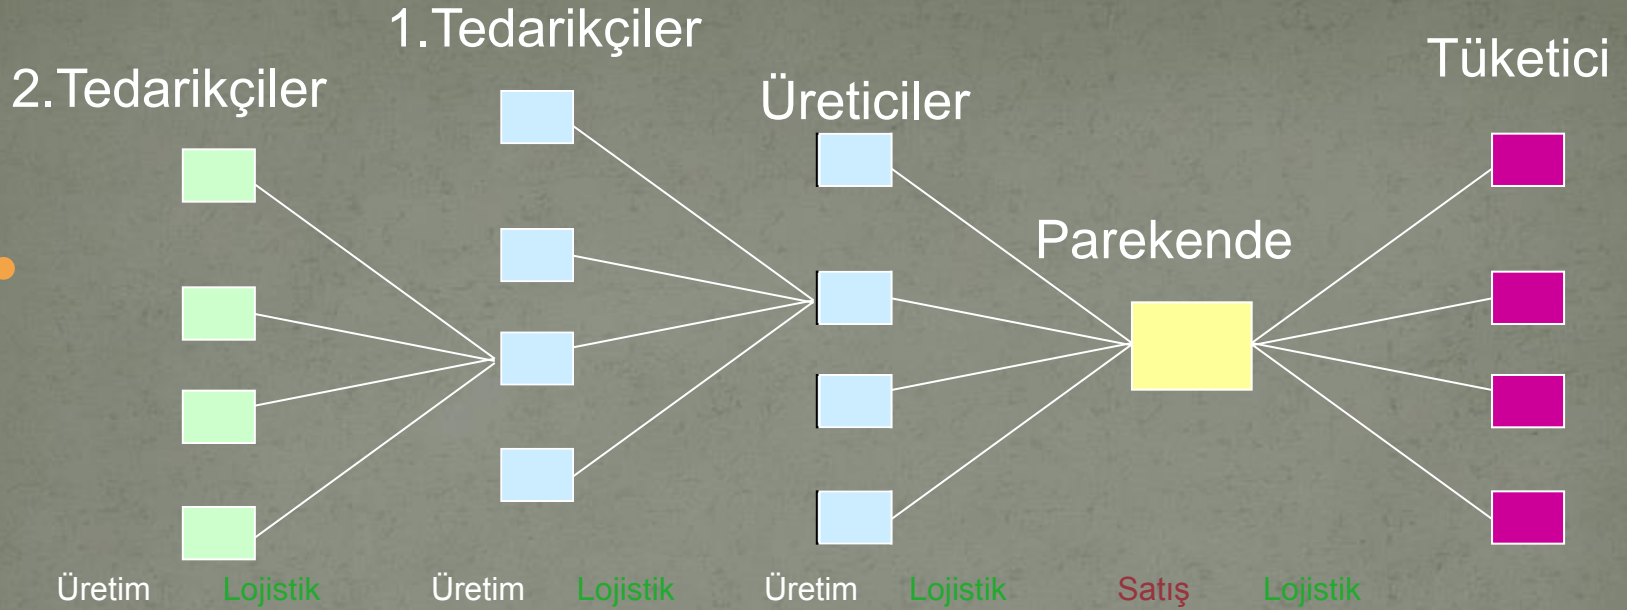 1.Tedarikçiler
Tüketici
2.Tedarikçiler
Üreticiler
Parekende
Üretim Lojistik Üretim Lojistik Üretim Lojistik Satış Lojistik